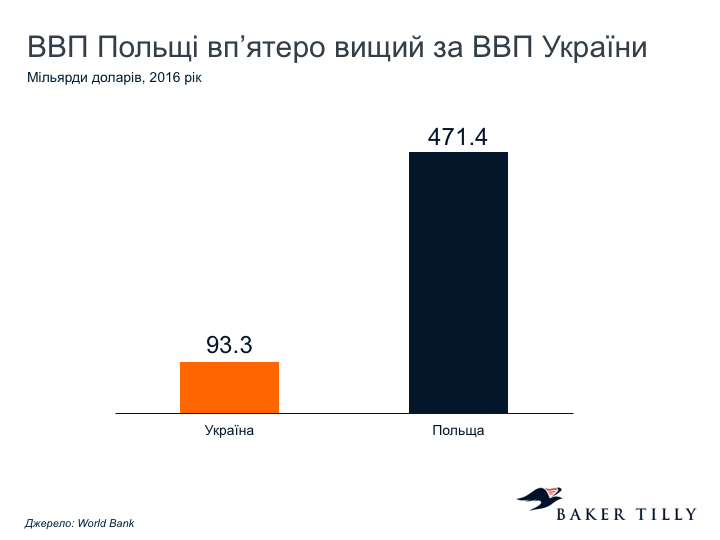 ВВП Польщі вп’ятеро вищий за ВВП України
Мільярди доларів, 2016 рік
471.4
93.3
Україна
Польща
Джерело: World Bank
BAKER TILLY